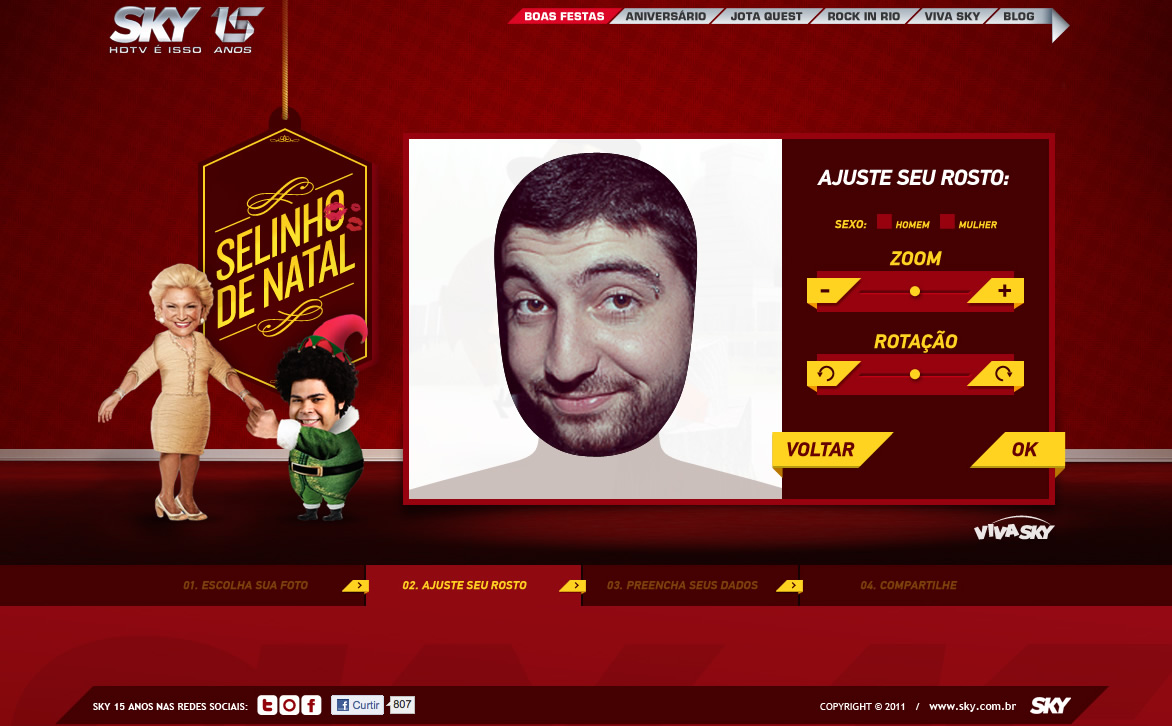 SKY 15
HDTV É ISSO ANOS
BOAS FESTAS ANIVERSÁRIO JOTA QUEST ROCK IN RIO VIVA SKY BLOG
SELINHO
DE NATAL
AJUSTE SEU ROSTO:
SEXO: HOMEM MULHER
ZOOM
- +
ROTAÇÃO
VOLTAR OK
VIVA SKY
01. ESCOLHA SUA FOTO 02. AJUSTE SEU ROSTO 03. PREENCHA SEUS DADOS 04. COMPARTILHE
SKY 15 ANOS NAS REDES SOCIAIS: Curtir 807 COPYRIGHT © 2011 / www.sky.com.br SKY